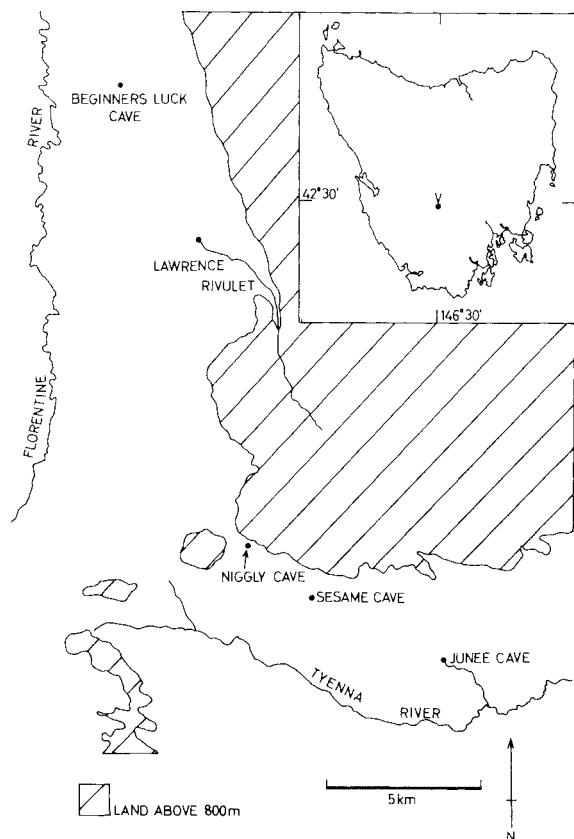 BEGINNERS LUCK
CAVE
RIVER
FLORENTINE
V
42°30'
146°30'
LAWRENCE
RIVULET
NIGGLY CAVE
SESAME CAVE
JUNEE CAVE
TYENNA
RIVER
LAND ABOVE 800m
5km
N